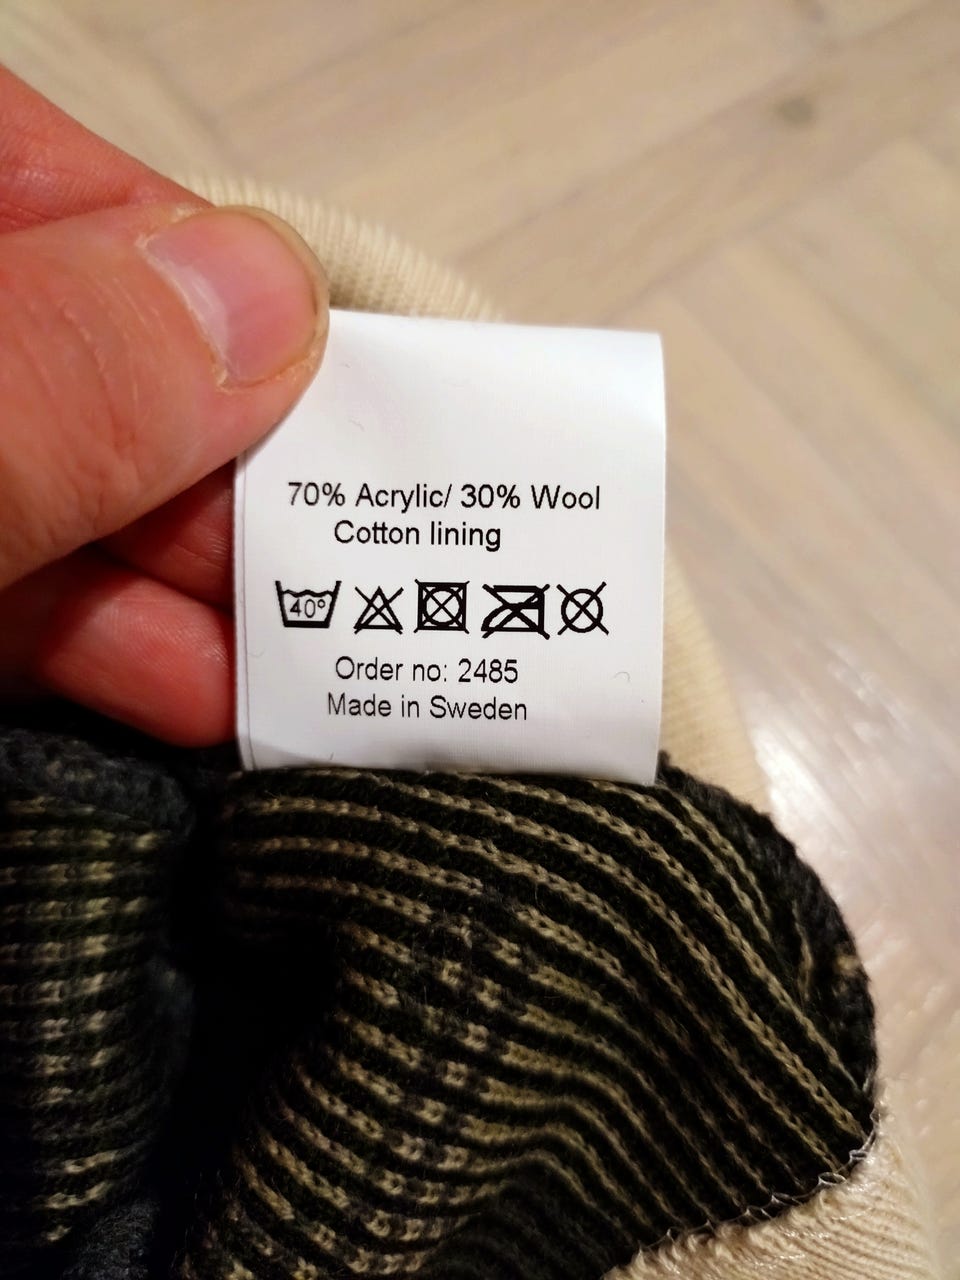 70% Acrylic/ 30% Wool
Cotton lining
40°
Order no: 2485
Made in Sweden